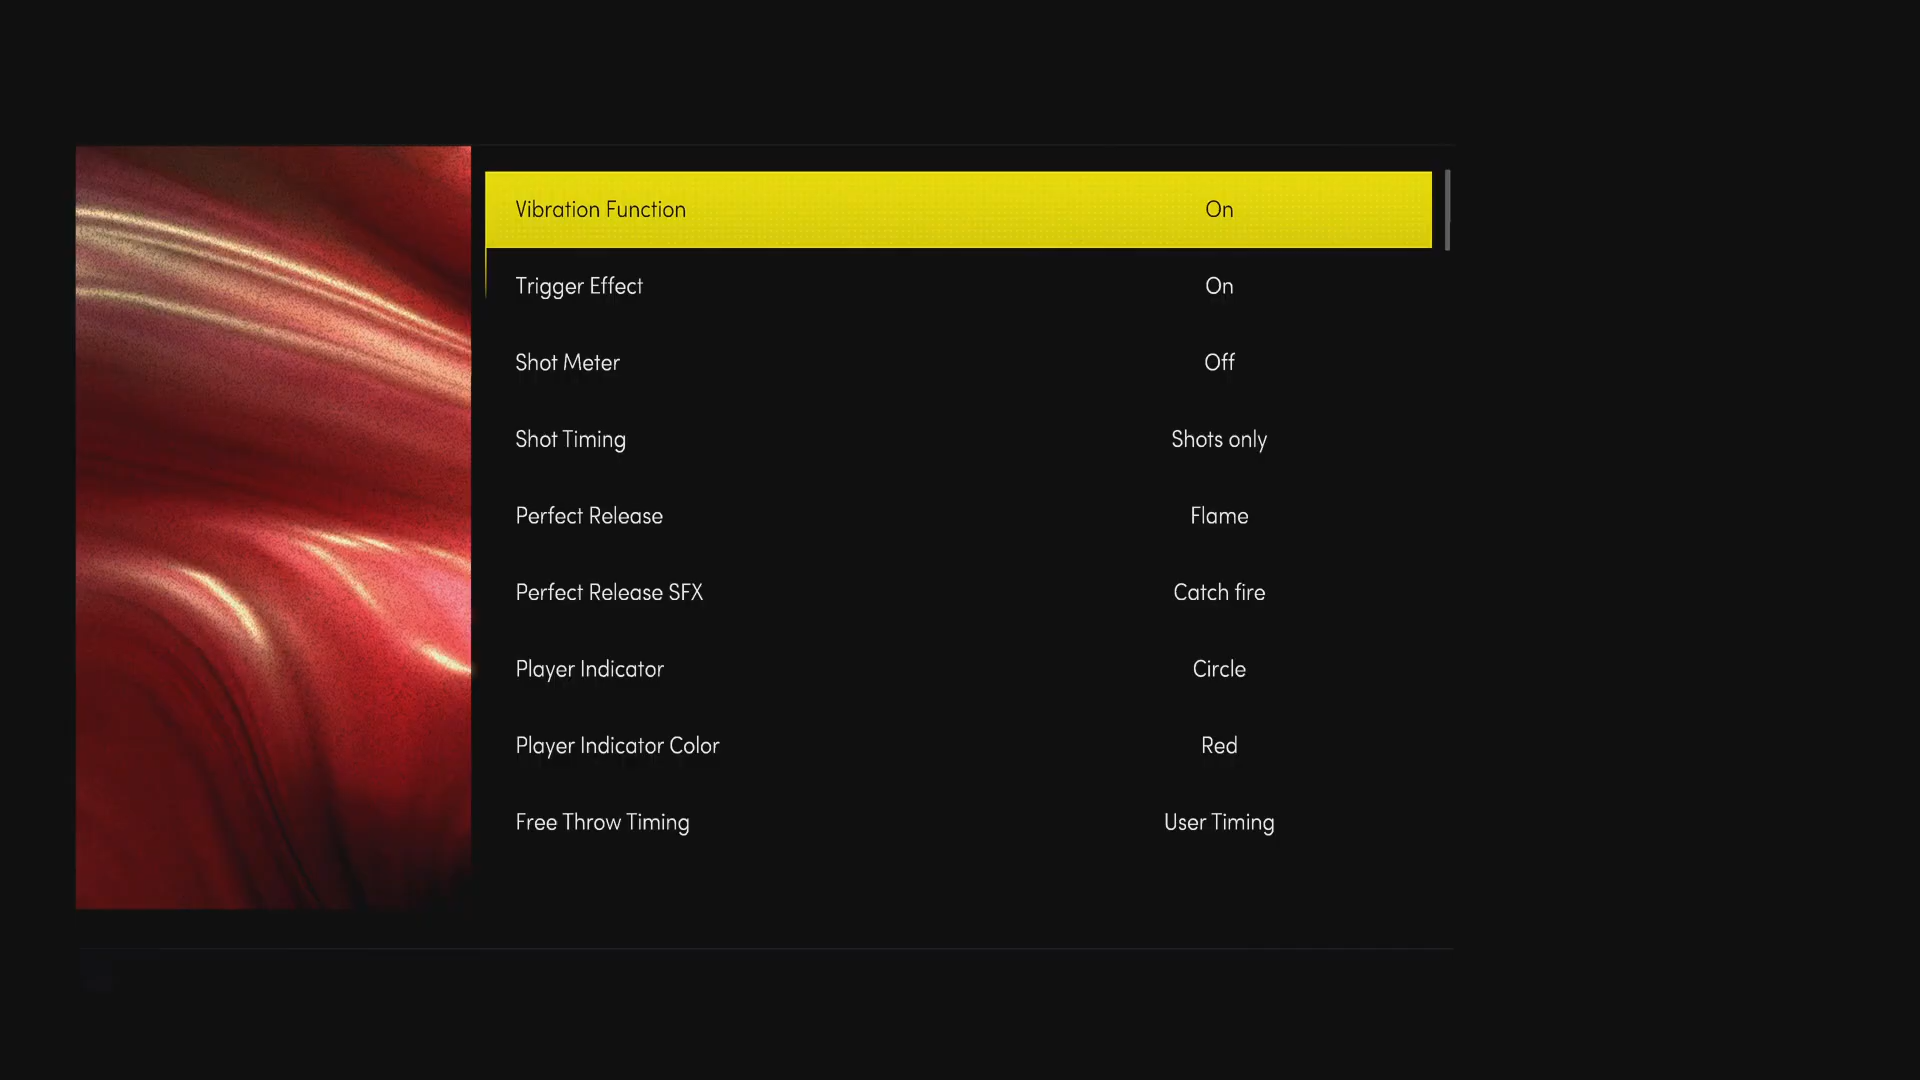 Vibration Function On
Trigger Effect On
Shot Meter Off
Shot Timing Shots only
Perfect Release Flame
Perfect Release SFX Catch fire
Player Indicator Circle
Player Indicator Color Red
Free Throw Timing User Timing